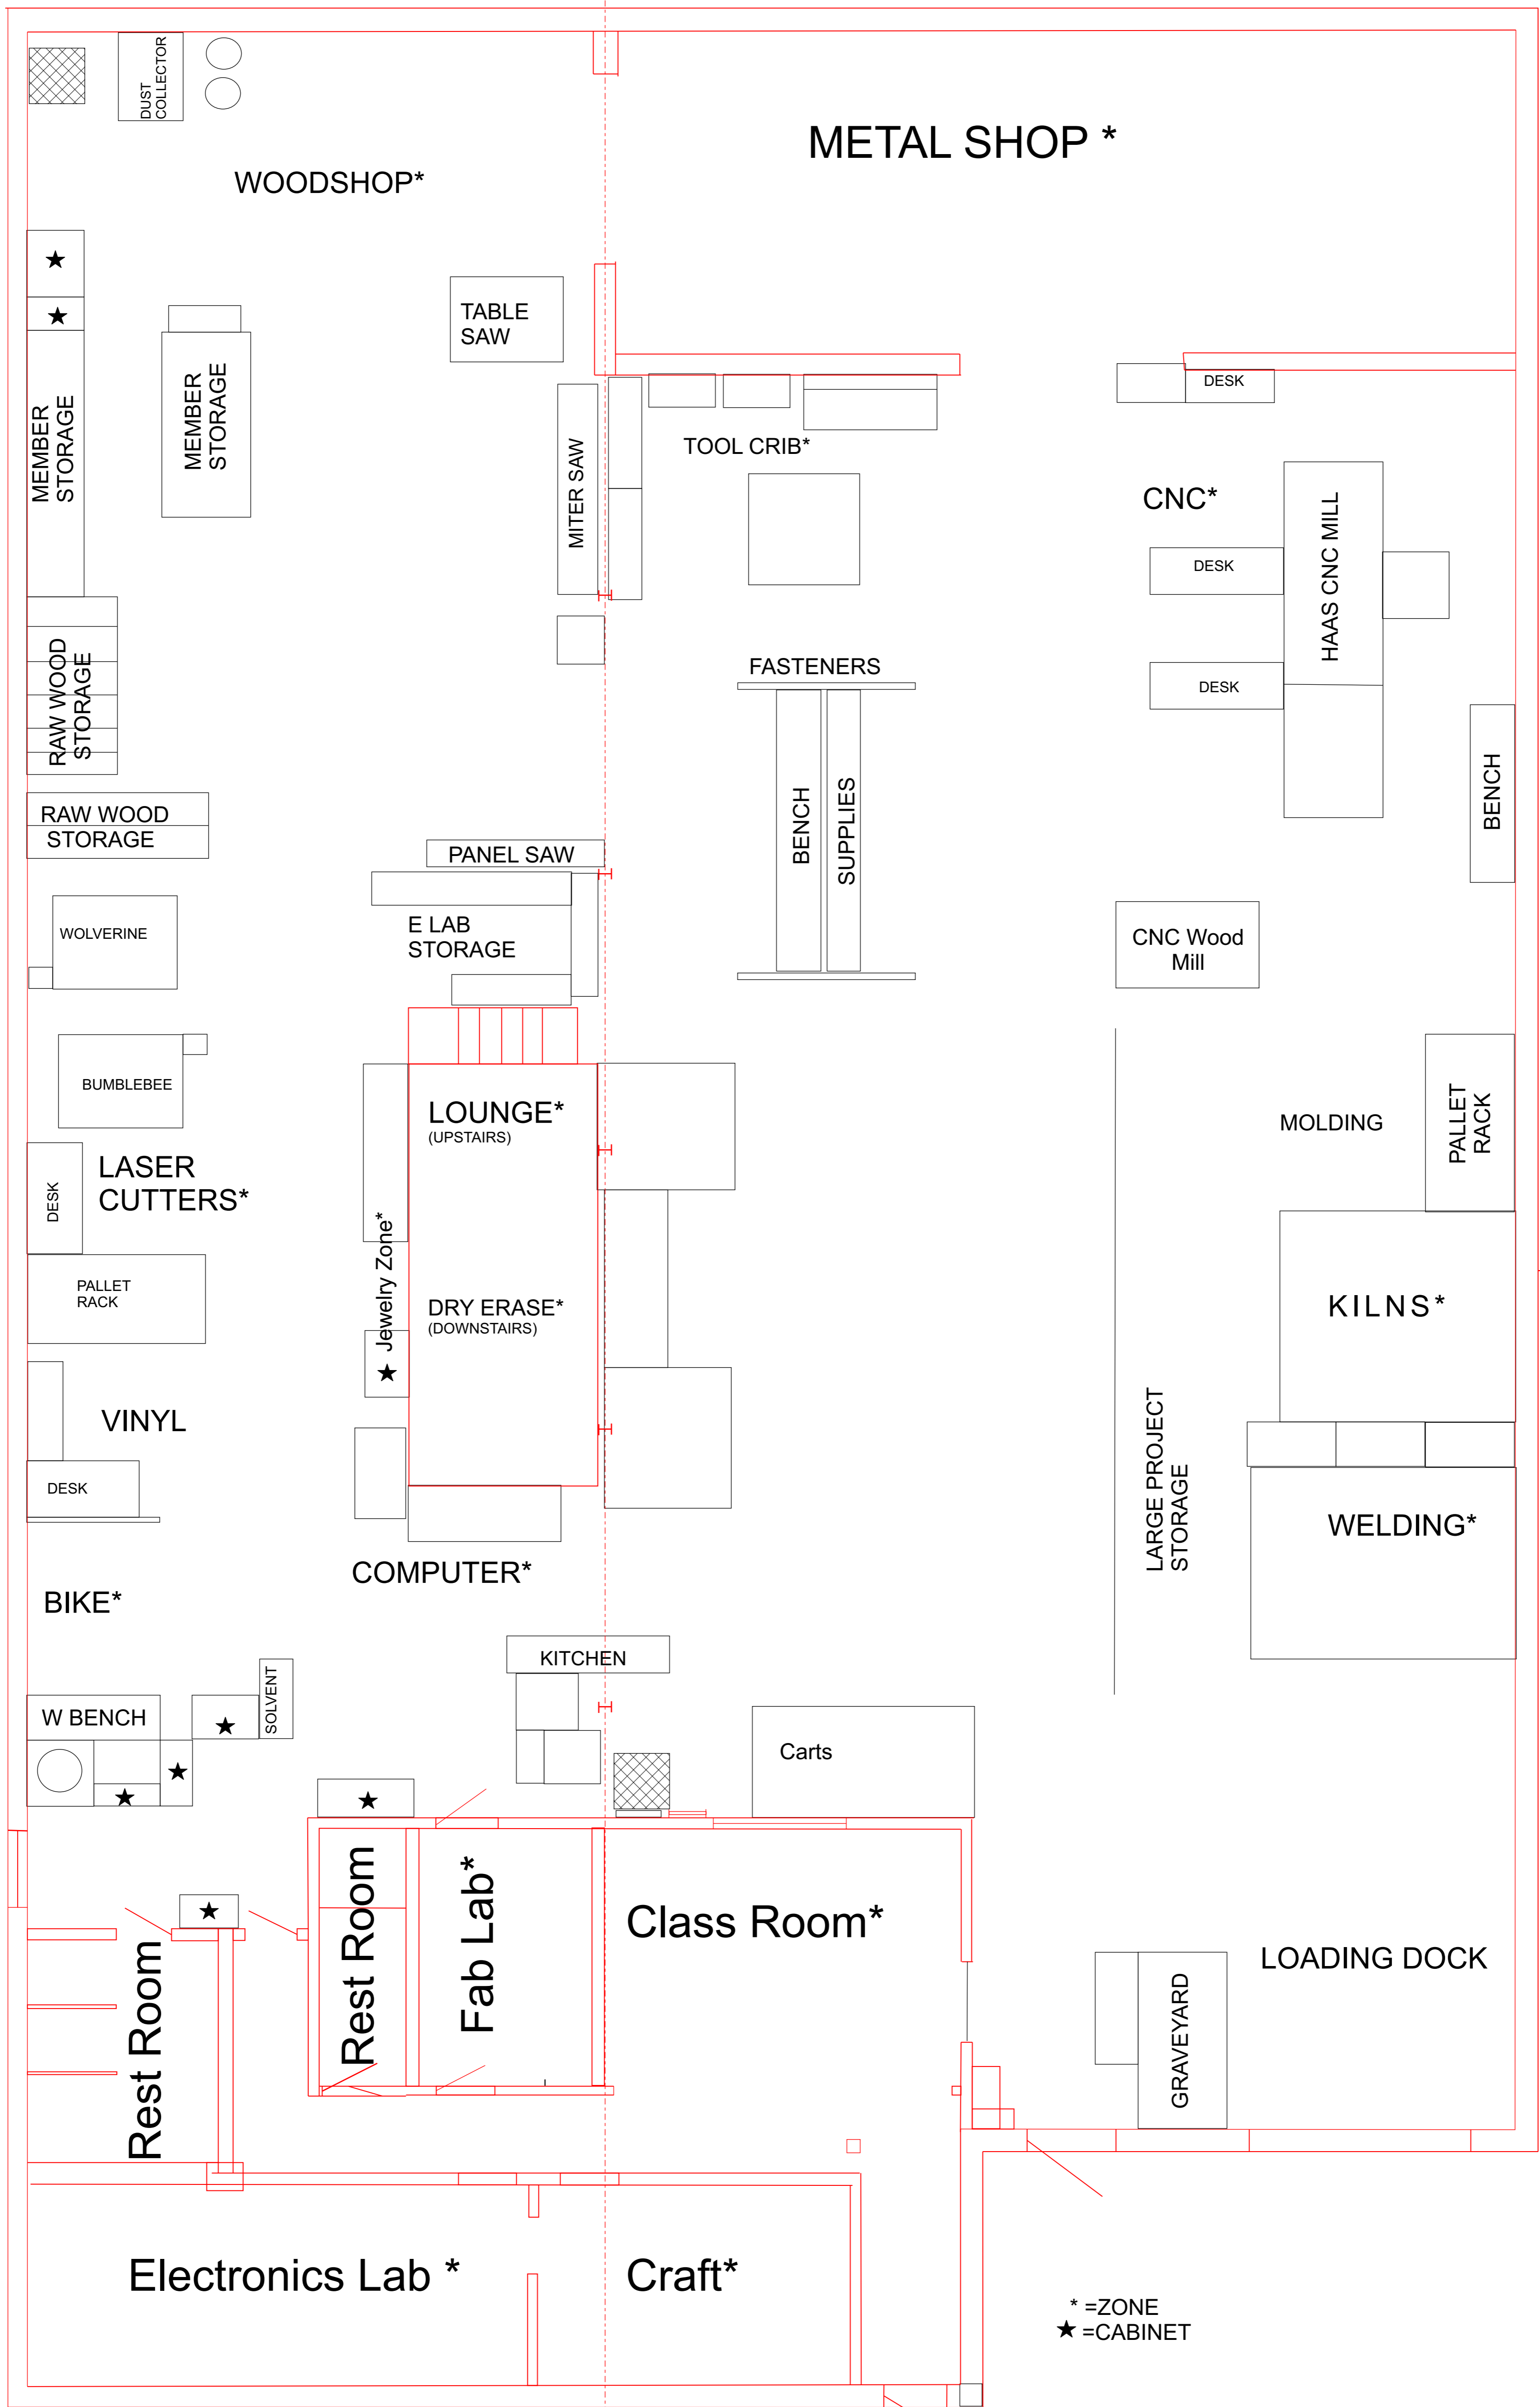 DUST
COLLECTOR
METAL SHOP *
WOODSHOP*
TABLE
SAW
MEMBER
STORAGE
MEMBER
STORAGE
MITER SAW
TOOL CRIB*
DESK
CNC*
HAAS CNC MILL
DESK
DESK
RAW WOOD
STORAGE
FASTENERS
BENCH
SUPPLIES
BENCH
RAW WOOD
STORAGE
PANEL SAW
E LAB
STORAGE
WOLVERINE
CNC Wood
Mill
BUMBLEBEE
LOUNGE*
(UPSTAIRS)
MOLDING
PALLET
RACK
LASER
CUTTERS*
DESK
Jewelry Zone*
PALLET
RACK
DRY ERASE*
(DOWNSTAIRS)
KILNS*
VINYL
DESK
LARGE PROJECT
STORAGE
WELDING*
COMPUTER*
BIKE*
KITCHEN
SOLVENT
W BENCH
Carts
Rest Room
Rest Room
Fab Lab*
Class Room*
LOADING DOCK
GRAVEYARD
Electronics Lab *
Craft*
* =ZONE
★ =CABINET